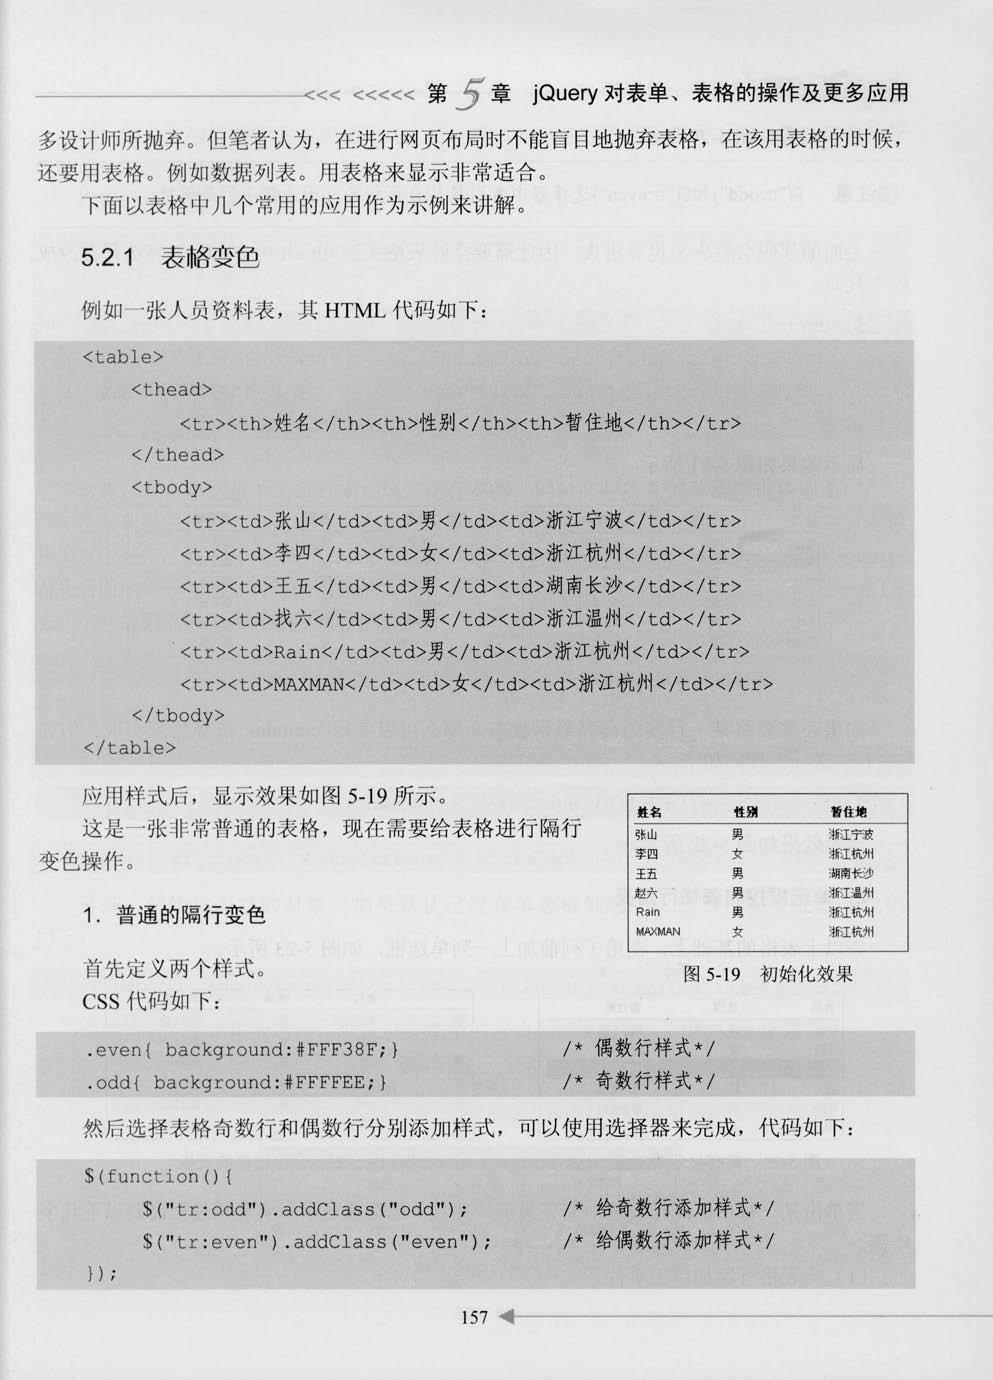 <<< <<<<< 第 5 章 jQuery 对表单、表格的操作及更多应用
多设计师所抛弃。但笔者认为，在进行网页布局时不能盲目地抛弃表格，在该用表格的时候，
还要用表格。例如数据列表。用表格来显示非常适合。
下面以表格中几个常用的应用作为示例来讲解。
5.2.1 表格变色
例如一张人员资料表，其 HTML 代码如下：
<table>
<thead>
<tr><th>姓名</th><th>性别</th><th>暂住地</th></tr>
</thead>
<tbody>
<tr><td>张山</td><td>男</td><td>浙江宁波</td></tr>
<tr><td>李四</td><td>女</td><td>浙江杭州</td></tr>
<tr><td>王五</td><td>男</td><td>湖南长沙</td></tr>
<tr><td>找六</td><td>男</td><td>浙江温州</td></tr>
<tr><td>Rain</td><td>男</td><td>浙江杭州</td></tr>
<tr><td>MAXMAN</td><td>女</td><td>浙江杭州</td></tr>
</tbody>
</table>
应用样式后，显示效果如图 5-19 所示。
这是一张非常普通的表格，现在需要给表格进行隔行
变色操作。
姓名 性别 暂住地
张山 男 浙江宁波
李四 女 浙江杭州
王五 男 湖南长沙
赵六 男 浙江温州
Rain 男 浙江杭州
MAXMAN 女 浙江杭州
图 5-19 初始化效果
1. 普通的隔行变色
首先定义两个样式。
CSS 代码如下：
.even{ background:#FFF38F;} /* 偶数行样式*/
.odd{ background:#FFFFEE;} /* 奇数行样式*/
然后选择表格奇数行和偶数行分别添加样式，可以使用选择器来完成，代码如下：
$(function(){
$("tr:odd").addClass("odd"); /* 给奇数行添加样式*/
$("tr:even").addClass("even"); /* 给偶数行添加样式*/
});
157